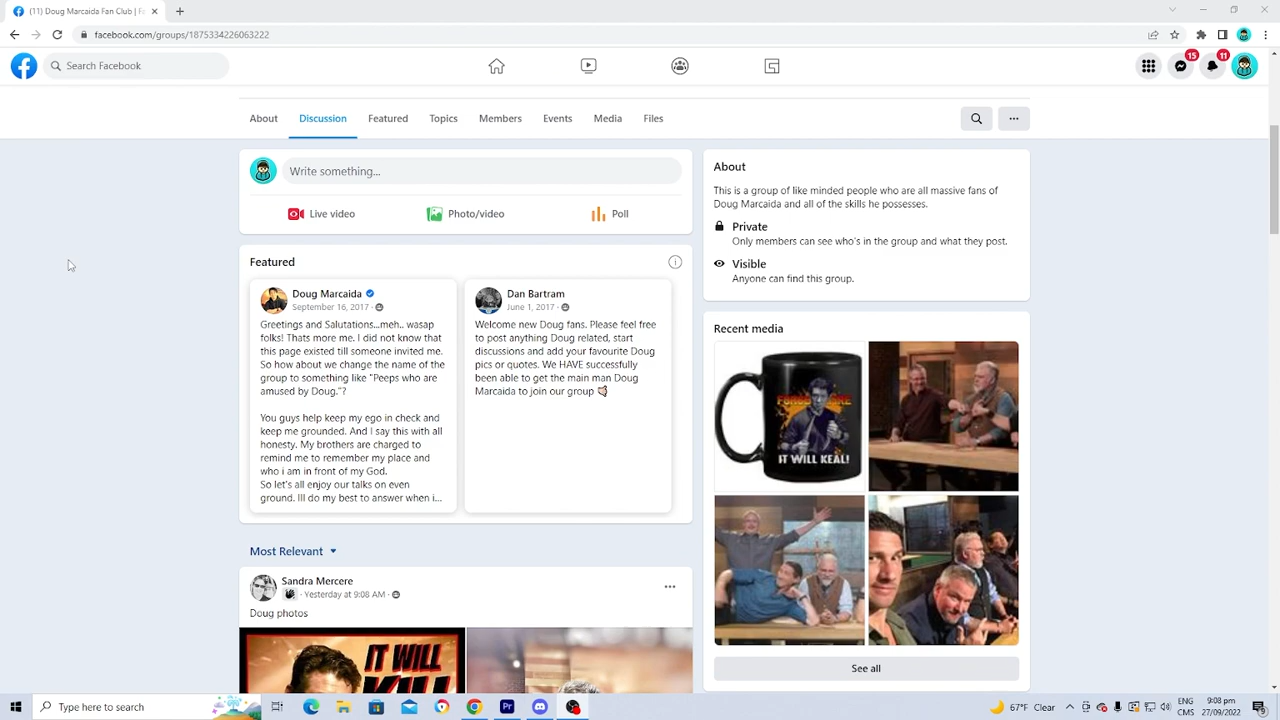 (11) Doug Marcaida Fan Club | Fa
facebook.com/groups/1875334226063222
Search Facebook
15
11
About
Discussion
Featured
Topics
Members
Events
Media
Files
Write something...
Live video
Photo/video
Poll
Featured
Doug Marcaida
September 16, 2017 ·
Greetings and Salutations...meh.. wasap
folks! Thats more me. I did not know that
this page existed till someone invited me.
So how about we change the name of the
group to something like “Peeps who are
amused by Doug.”?
You guys help keep my ego in check and
keep me grounded. And I say this with all
honesty. My brothers are charged to
remind me to remember my place and
who i am in front of my God.
So let's all enjoy our talks on even
ground. Ill do my best to answer when i...
Dan Bartram
June 1, 2017 ·
Welcome new Doug fans. Please feel free
to post anything Doug related, start
discussions and add your favourite Doug
pics or quotes. We HAVE successfully
been able to get the main man Doug
Marcaida to join our group
Most Relevant
Sandra Mercere
· Yesterday at 9:08 AM ·
Doug photos
IT WILL
KILL
About
This is a group of like minded people who are all massive fans of
Doug Marcaida and all of the skills he possesses.
Private
Only members can see who's in the group and what they post.
Visible
Anyone can find this group.
Recent media
IT WILL KEAL!
See all
Type here to search
67°F Clear
ENG
CMS
9:08 pm
27/09/2022